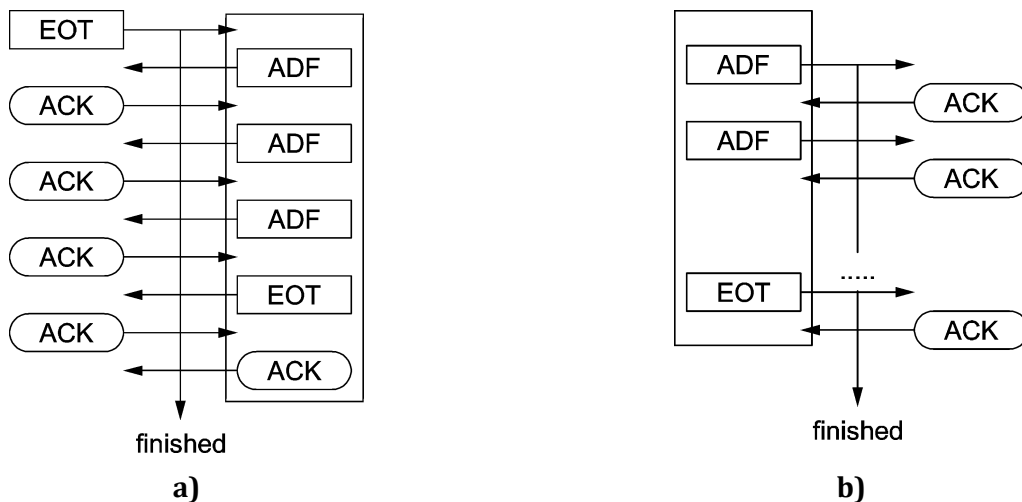 EOT
ADF
ACK
ADF
ACK
ADF
ACK
EOT
ACK
ACK
finished
a)
ADF
ACK
ADF
ACK
.....
EOT
ACK
finished
b)